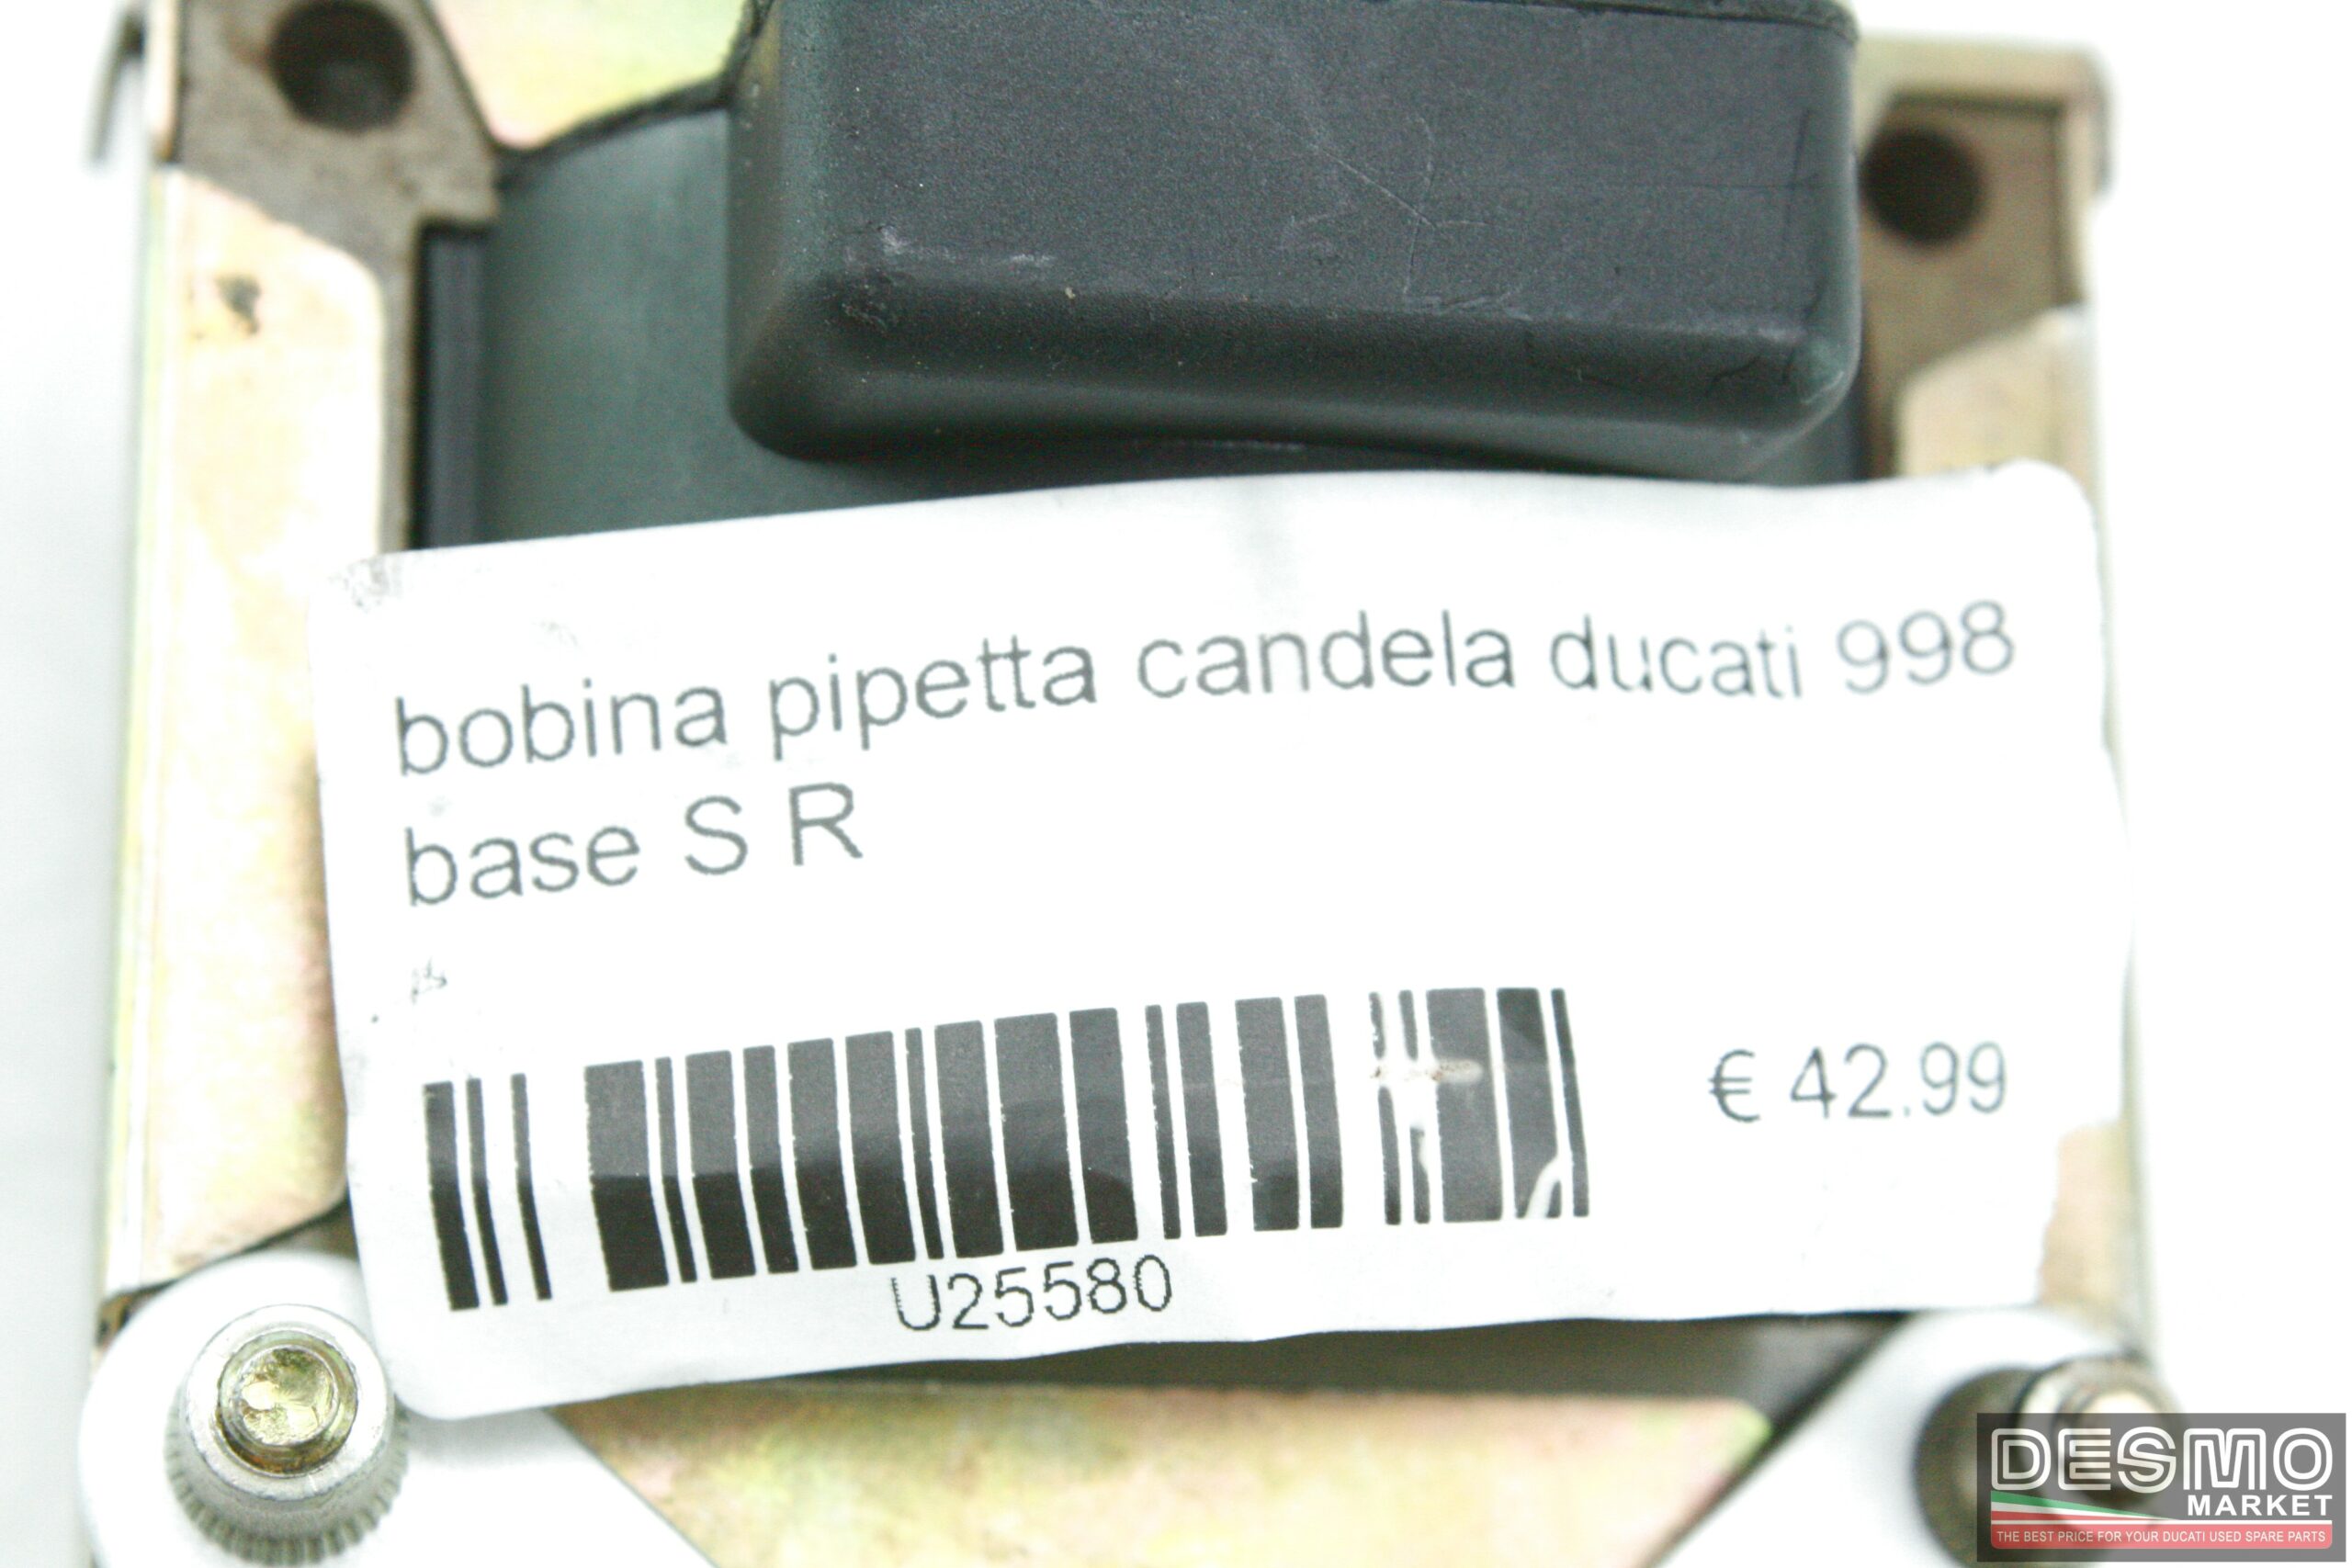 bobina pipetta candela ducati 998
base S R
€ 42.99
U25580
DESMO
MARKET
THE BEST PRICE FOR YOUR DUCATI USED SPARE PARTS